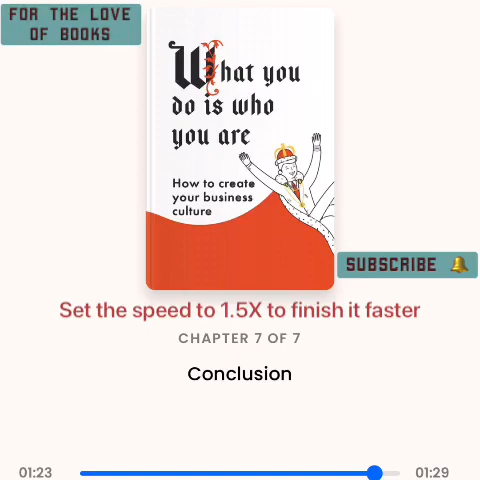 FOR THE LOVE
OF BOOKS
What you
do is who
you are
How to create
your business
culture
SUBSCRIBE
Set the speed to 1.5X to finish it faster
CHAPTER 7 OF 7
Conclusion
01:23
01:29